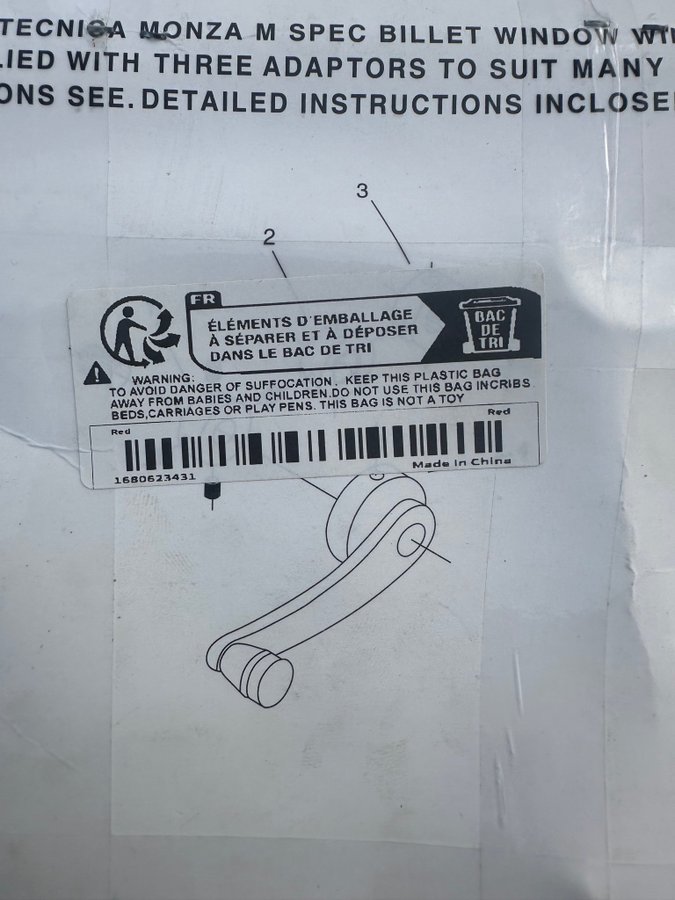 TECNICA MONZA M SPEC BILLET WINDOW
LIED WITH THREE ADAPTORS TO SUIT MANY
ONS SEE. DETAILED INSTRUCTIONS INCLOSE
3
2
FR
ÉLÉMENTS D'EMBALLAGE
À SÉPARER ET À DÉPOSER
DANS LE BAC DE TRI
BAC
DE
TRI
WARNING:
TO AVOID DANGER OF SUFFOCATION, KEEP THIS PLASTIC BAG
AWAY FROM BABIES AND CHILDREN.DO NOT USE THIS BAG INCRIBS
BEDS,CARRIAGES OR PLAY PENS. THIS BAG IS NOT A TOY
Red
Red
1680623431
Made In China